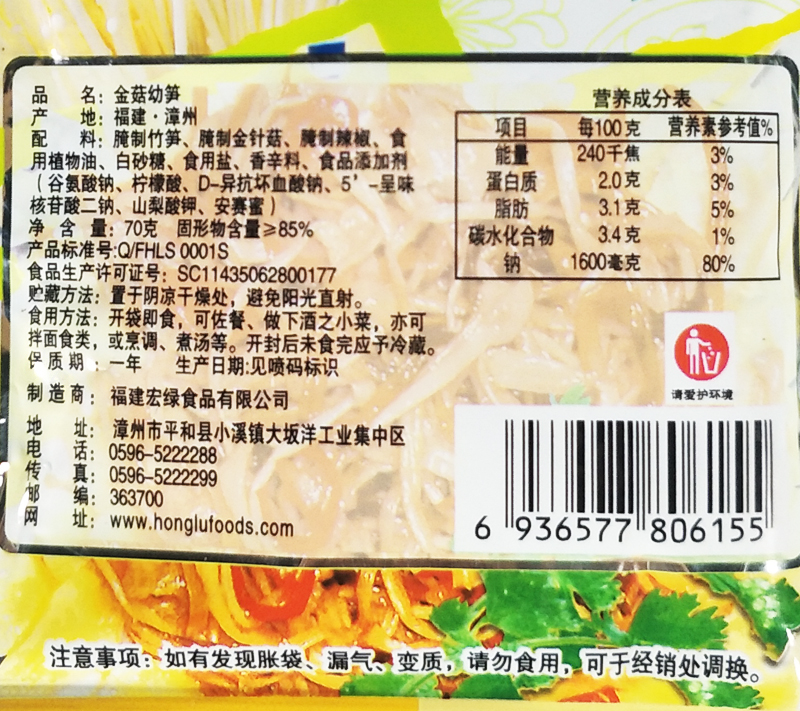 品 名：金菇幼笋
产 地：福建·漳州
配 料：腌制竹笋、腌制金针菇、腌制辣椒、食
用植物油、白砂糖、食用盐、香辛料、食品添加剂
（谷氨酸钠、柠檬酸、D-异抗坏血酸钠、5’-呈味
核苷酸二钠、山梨酸钾、安赛蜜）
净 含 量：70克 固形物含量≥85%
产品标准号:Q/FHLS 0001S
食品生产许可证号：SC11435062800177
贮藏方法：置于阴凉干燥处，避免阳光直射。
食用方法：开袋即食，可佐餐、做下酒之小菜，亦可
拌面食类，或烹调、煮汤等。开封后未食完应予冷藏。
保 质 期：一年 生产日期:见喷码标识
制 造 商：福建宏绿食品有限公司
地 址：漳州市平和县小溪镇大坂洋工业集中区
电 话：0596-5222288
传 真：0596-5222299
邮 编：363700
网 址：www.honglufoods.com
营养成分表
项目 每100克 营养素参考值%
能量 240千焦 3%
蛋白质 2.0克 3%
脂肪 3.1克 5%
碳水化合物 3.4克 1%
钠 1600毫克 80%
请爱护环境
6 936577 806155
注意事项：如有发现胀袋、漏气、变质，请勿食用，可于经销处调换。